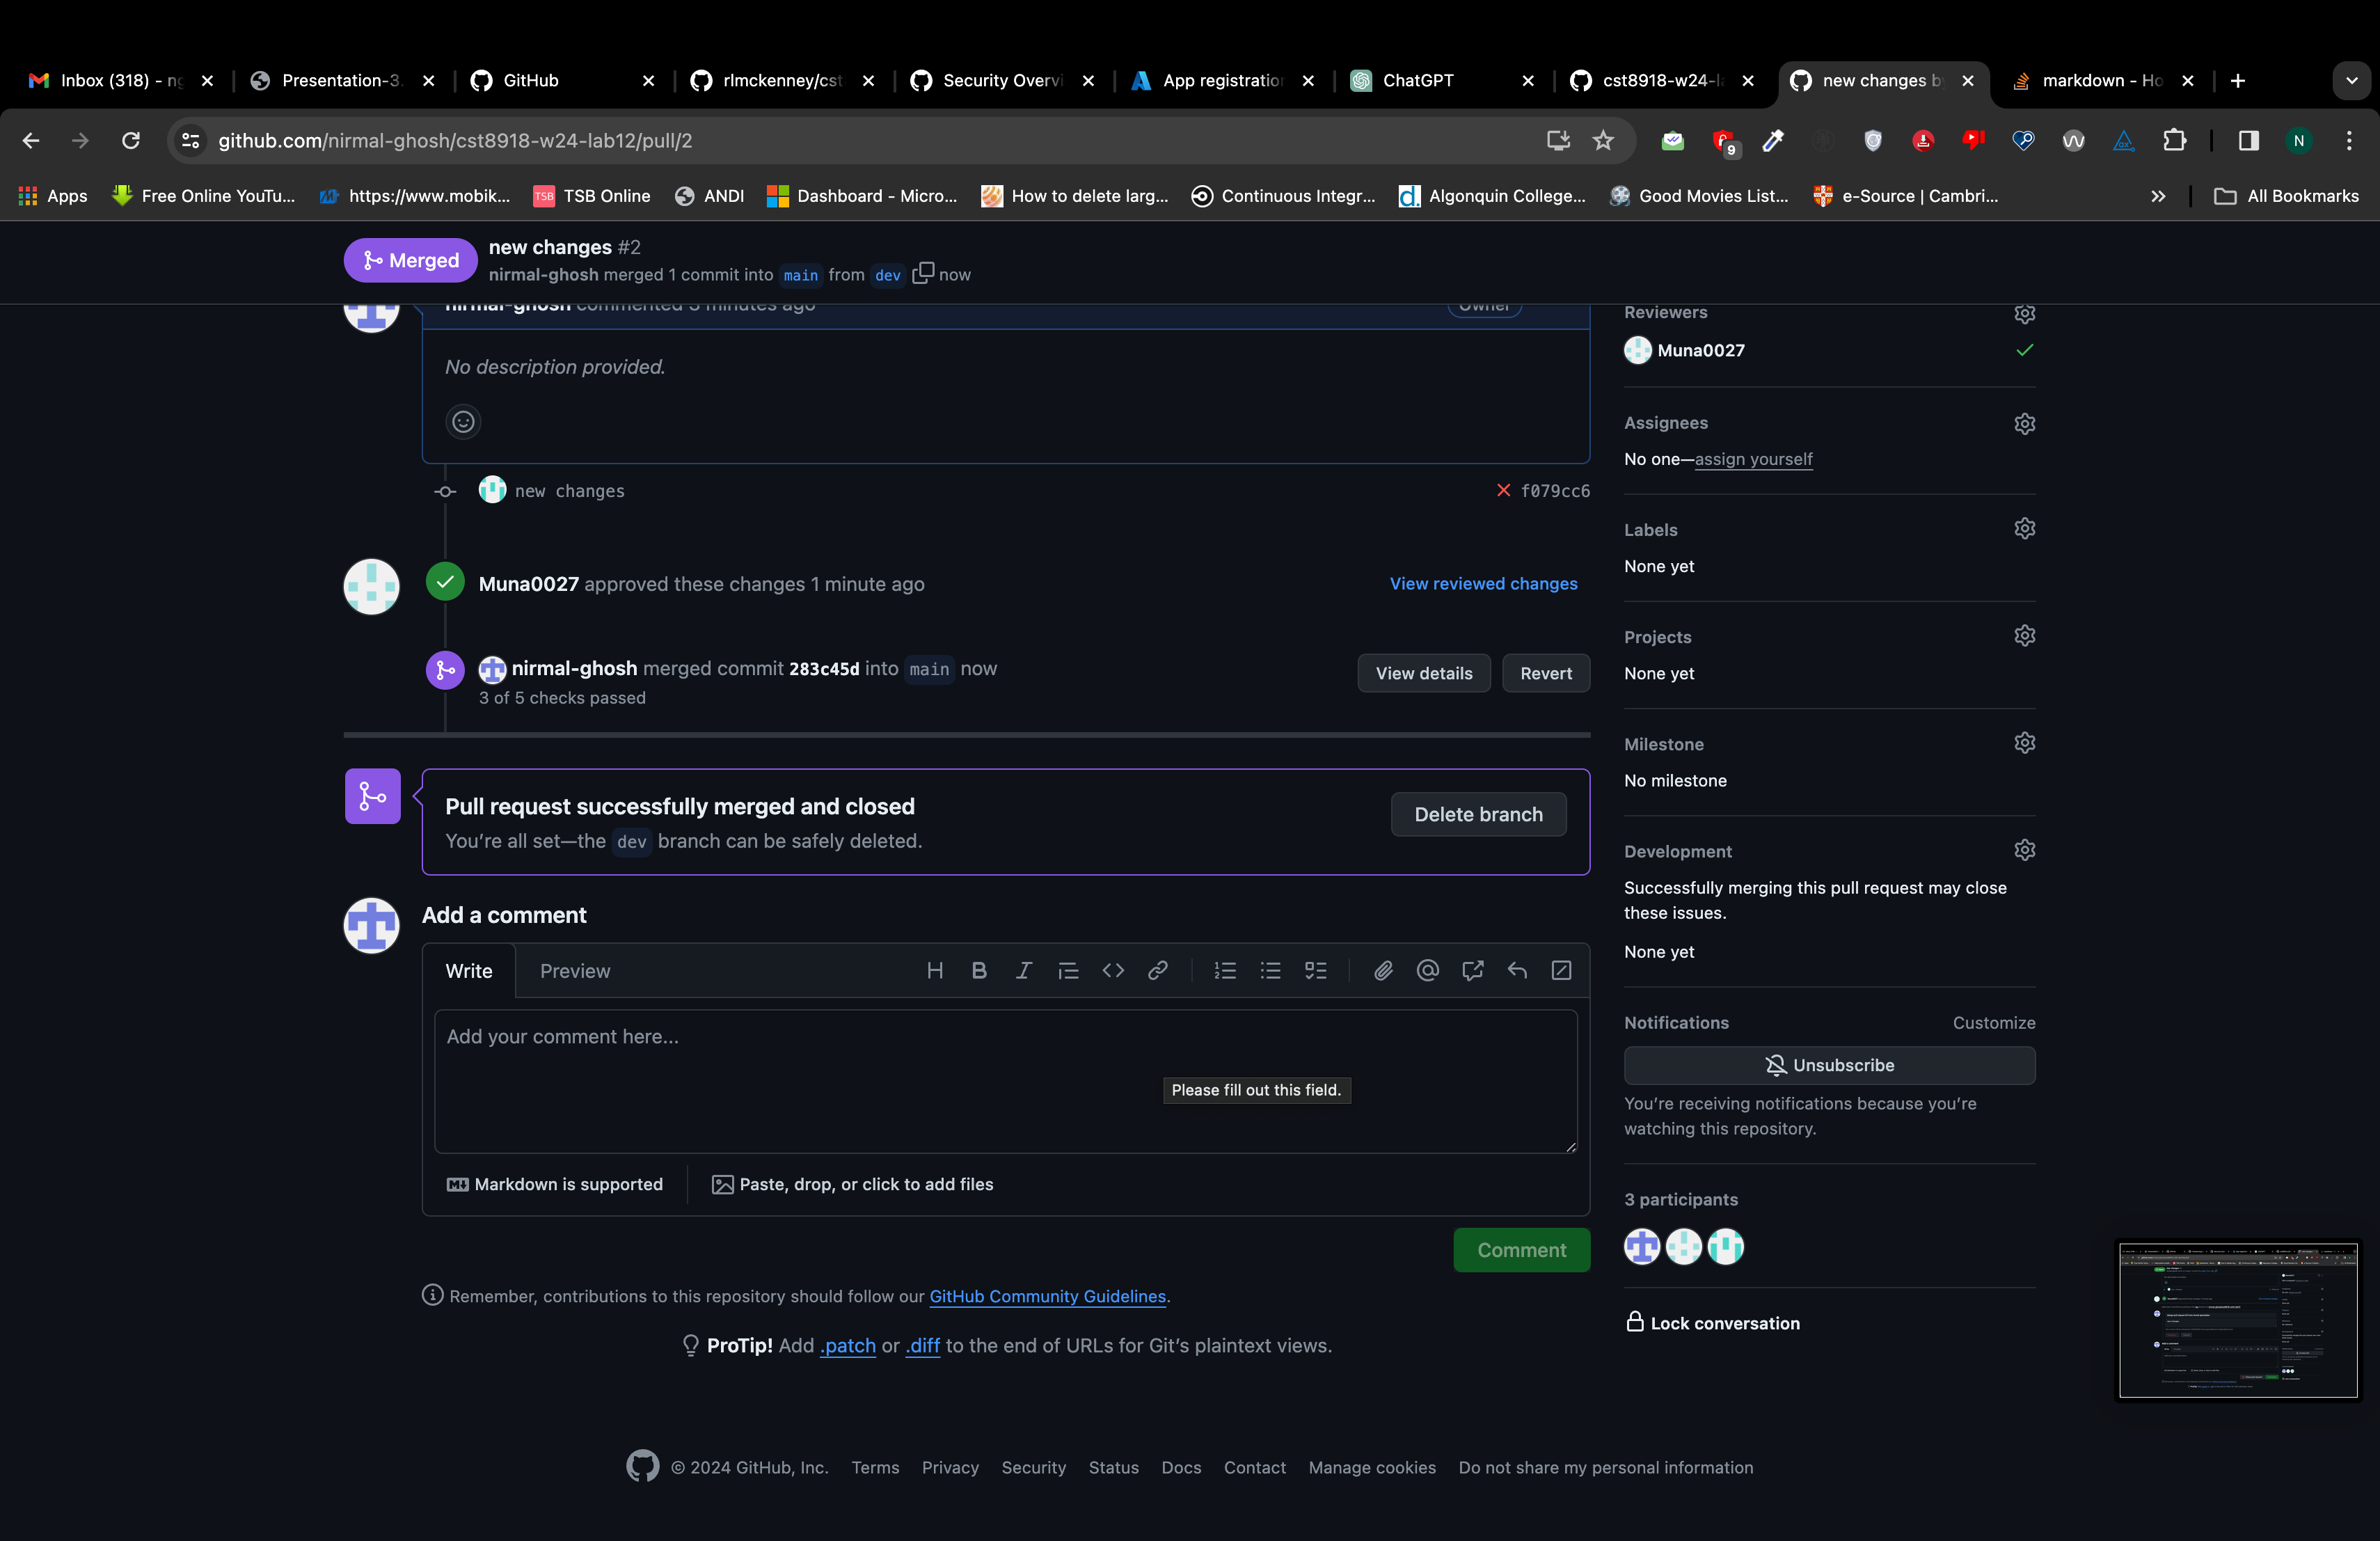 Inbox (318) - ng
Presentation-3.
GitHub
rlmckenney/cst
Security Overvi
App registration
ChatGPT
cst8918-w24-la
new changes by
markdown - Ho
github.com/nirmal-ghosh/cst8918-w24-lab12/pull/2
9
N
Apps
Free Online YouTu...
https://www.mobik...
TSB
TSB Online
ANDI
Dashboard - Micro...
How to delete larg...
Continuous Integr...
Algonquin College...
Good Movies List...
e-Source | Cambri...
All Bookmarks
Merged
new changes #2
nirmal-ghosh merged 1 commit into main from dev now
nirmal-ghosh commented 3 minutes ago
Owner
No description provided.
new changes
f079cc6
Muna0027 approved these changes 1 minute ago
View reviewed changes
nirmal-ghosh merged commit 283c45d into main now
3 of 5 checks passed
View details
Revert
Pull request successfully merged and closed
You’re all set—the dev branch can be safely deleted.
Delete branch
Add a comment
Write
Preview
Add your comment here...
Please fill out this field.
Markdown is supported
Paste, drop, or click to add files
Comment
Remember, contributions to this repository should follow our GitHub Community Guidelines.
ProTip! Add .patch or .diff to the end of URLs for Git’s plaintext views.
Reviewers
Muna0027
Assignees
No one—assign yourself
Labels
None yet
Projects
None yet
Milestone
No milestone
Development
Successfully merging this pull request may close
these issues.
None yet
Notifications
Customize
Unsubscribe
You’re receiving notifications because you’re
watching this repository.
3 participants
Lock conversation
© 2024 GitHub, Inc.
Terms
Privacy
Security
Status
Docs
Contact
Manage cookies
Do not share my personal information